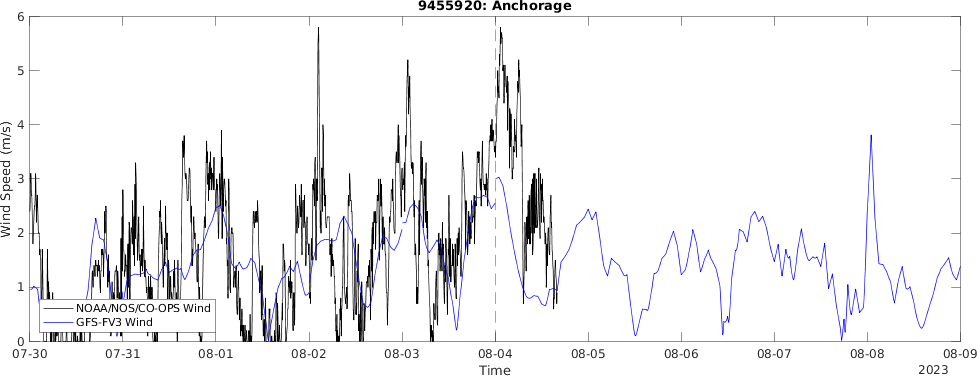 9455920: Anchorage
6
5
4
3
2
1
0
Wind Speed (m/s)
NOAA/NOS/CO-OPS Wind
GFS-FV3 Wind
07-30 07-31 08-01 08-02 08-03 08-04 08-05 08-06 08-07 08-08 08-09
Time
2023